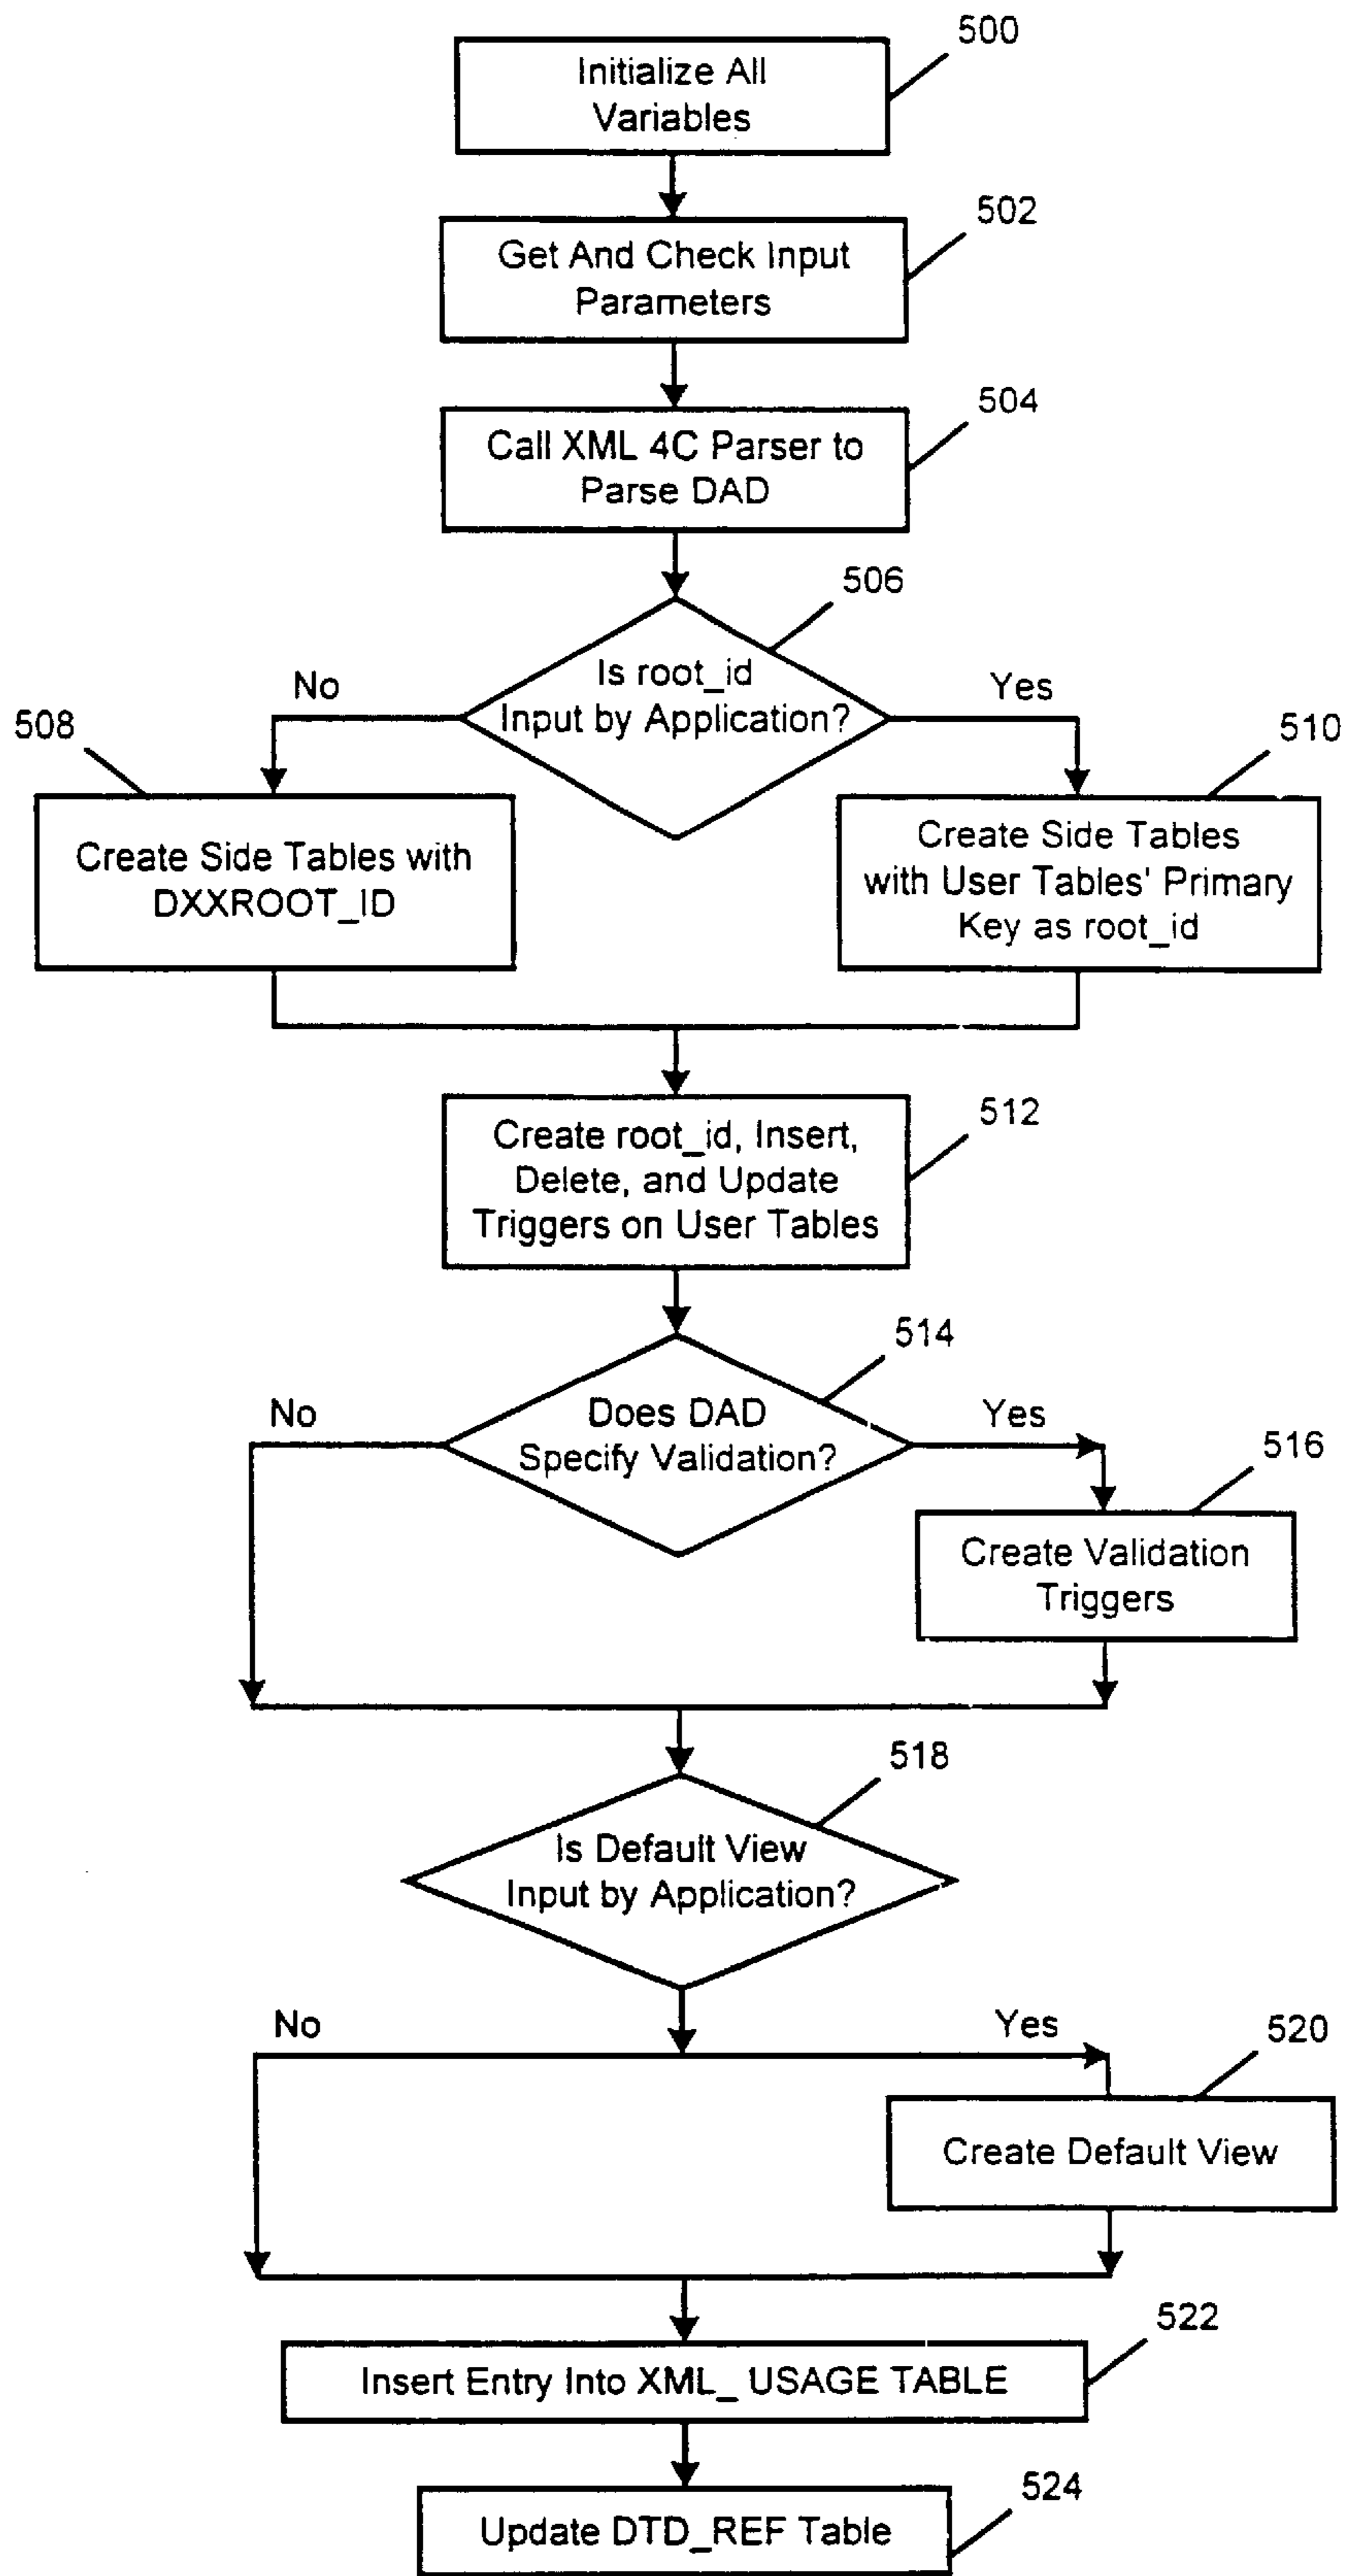 500
Initialize All
Variables
502
Get And Check Input
Parameters
504
Call XML 4C Parser to
Parse DAD
506
Is root_id
Input by Application?
No
Yes
508
510
Create Side Tables with
DXXROOT_ID
Create Side Tables
with User Tables' Primary
Key as root_id
512
Create root_id, Insert,
Delete, and Update
Triggers on User Tables
514
Does DAD
Specify Validation?
No
Yes
516
Create Validation
Triggers
518
Is Default View
Input by Application?
No
Yes
520
Create Default View
522
Insert Entry Into XML_ USAGE TABLE
524
Update DTD_REF Table